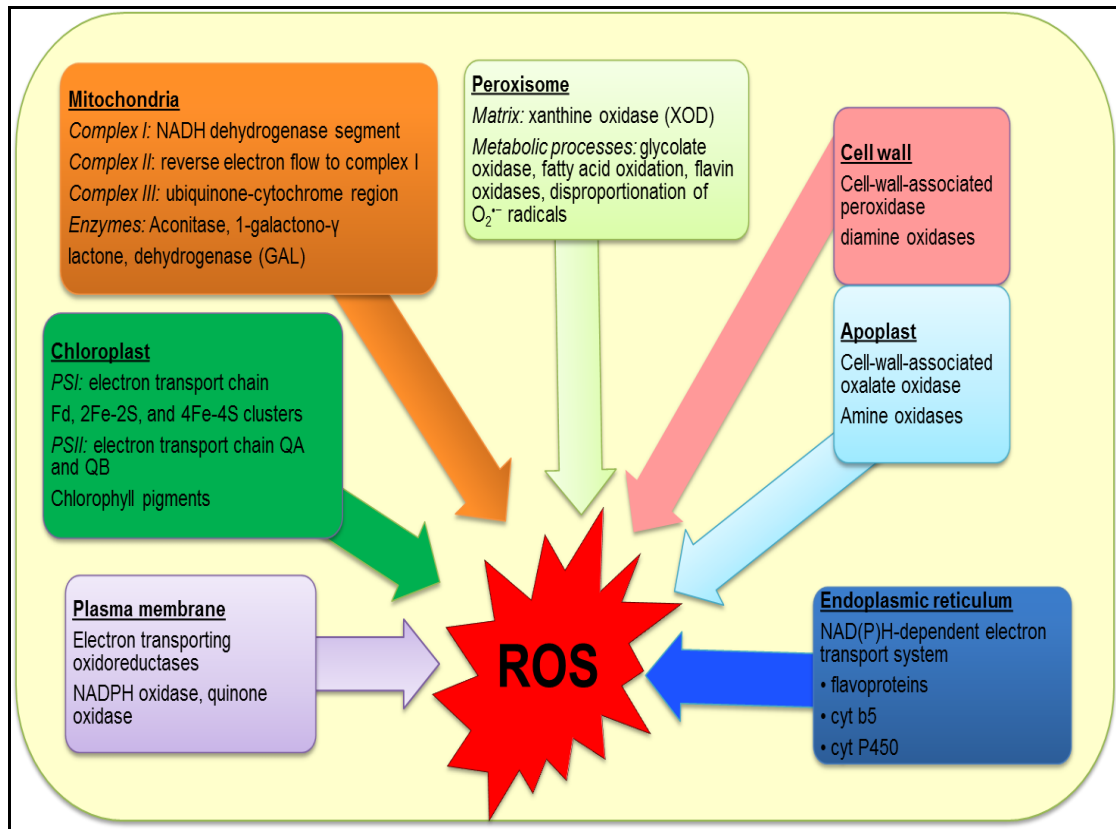 Mitochondria
Complex I: NADH dehydrogenase segment
Complex II: reverse electron flow to complex I
Complex III: ubiquinone-cytochrome region
Enzymes: Aconitase, 1-galactono-γ
lactone, dehydrogenase (GAL)
Peroxisome
Matrix: xanthine oxidase (XOD)
Metabolic processes: glycolate
oxidase, fatty acid oxidation, flavin
oxidases, disproportionation of
O₂•− radicals
Cell wall
Cell-wall-associated
peroxidase
diamine oxidases
Chloroplast
PSI: electron transport chain
Fd, 2Fe-2S, and 4Fe-4S clusters
PSII: electron transport chain QA
and QB
Chlorophyll pigments
Apoplast
Cell-wall-associated
oxalate oxidase
Amine oxidases
Plasma membrane
Electron transporting
oxidoreductases
NADPH oxidase, quinone
oxidase
ROS
Endoplasmic reticulum
NAD(P)H-dependent electron
transport system
• flavoproteins
• cyt b5
• cyt P450